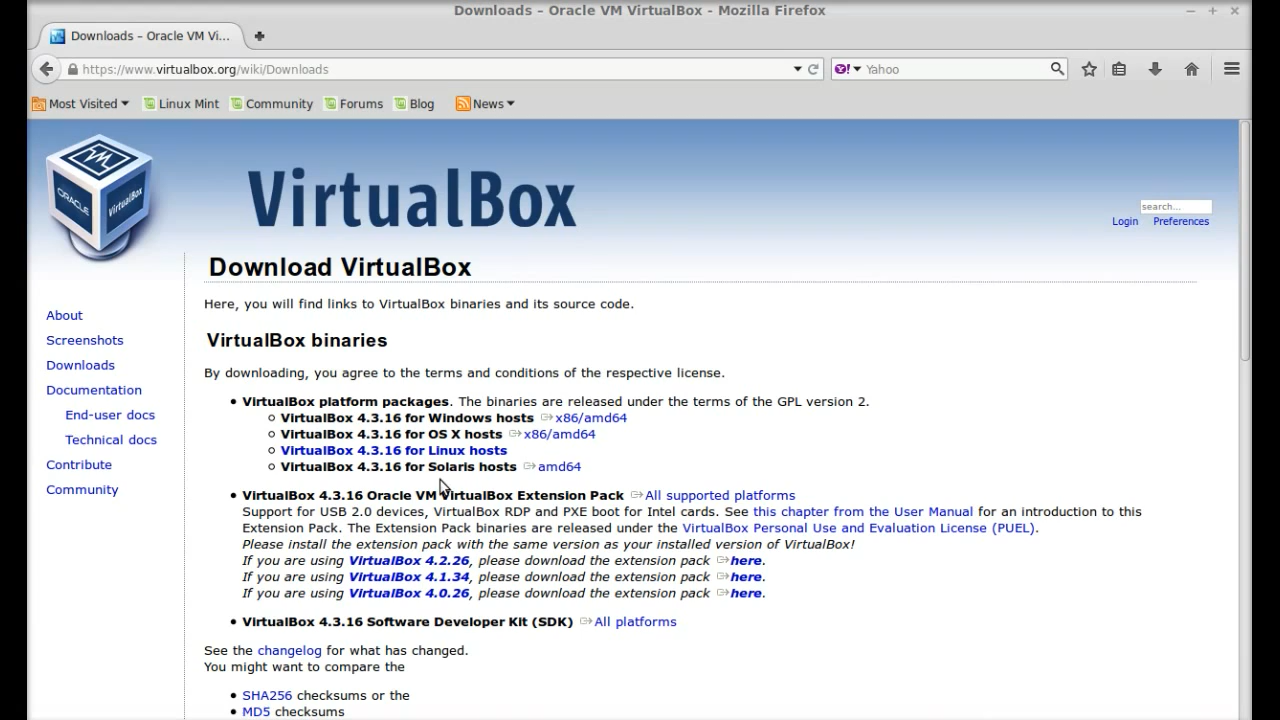 Downloads – Oracle VM VirtualBox - Mozilla Firefox
Downloads – Oracle VM Vi...
https://www.virtualbox.org/wiki/Downloads
Yahoo
Most Visited
Linux Mint
Community
Forums
Blog
News
VM
ORACLE
VirtualBox
VirtualBox
search...
Login
Preferences
Download VirtualBox
Here, you will find links to VirtualBox binaries and its source code.
About
Screenshots
Downloads
Documentation
End-user docs
Technical docs
Contribute
Community
VirtualBox binaries
By downloading, you agree to the terms and conditions of the respective license.
• VirtualBox platform packages. The binaries are released under the terms of the GPL version 2.
VirtualBox 4.3.16 for Windows hosts x86/amd64
VirtualBox 4.3.16 for OS X hosts x86/amd64
VirtualBox 4.3.16 for Linux hosts
VirtualBox 4.3.16 for Solaris hosts amd64
• VirtualBox 4.3.16 Oracle VM VirtualBox Extension Pack All supported platforms
Support for USB 2.0 devices, VirtualBox RDP and PXE boot for Intel cards. See this chapter from the User Manual for an introduction to this
Extension Pack. The Extension Pack binaries are released under the VirtualBox Personal Use and Evaluation License (PUEL).
Please install the extension pack with the same version as your installed version of VirtualBox!
If you are using VirtualBox 4.2.26, please download the extension pack here.
If you are using VirtualBox 4.1.34, please download the extension pack here.
If you are using VirtualBox 4.0.26, please download the extension pack here.
• VirtualBox 4.3.16 Software Developer Kit (SDK) All platforms
See the changelog for what has changed.
You might want to compare the
• SHA256 checksums or the
• MD5 checksums